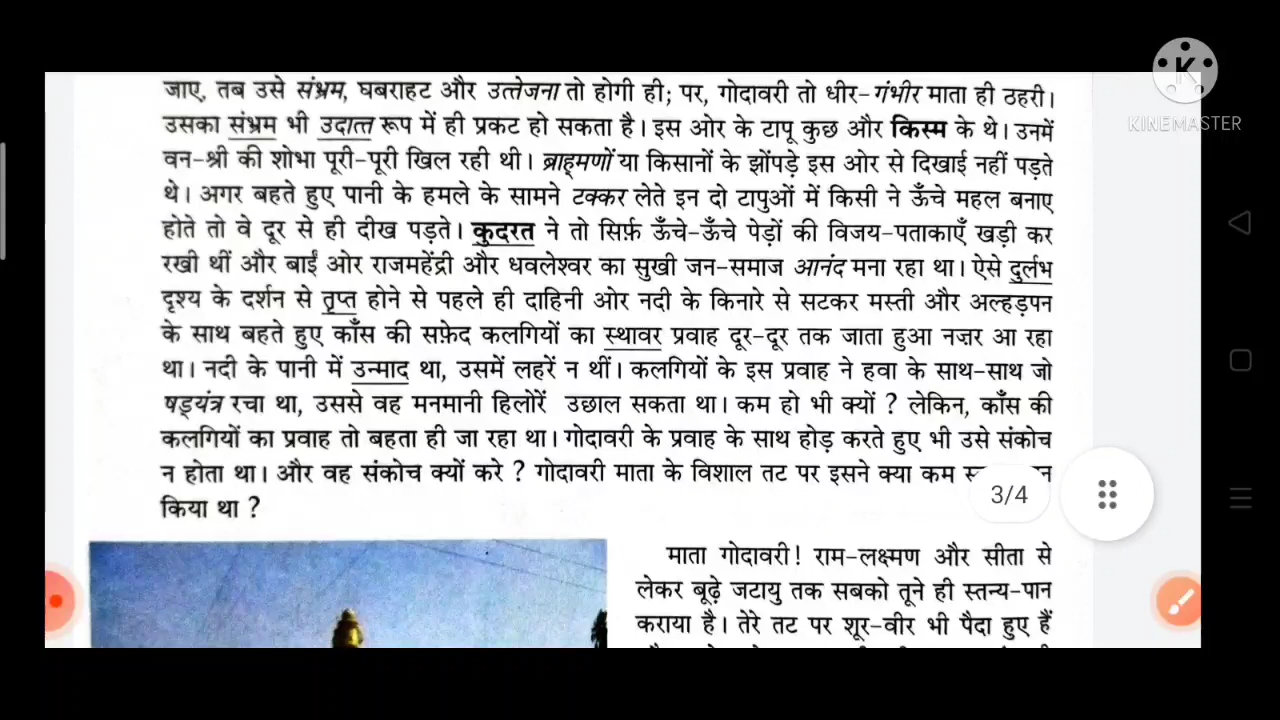 KINEMASTER
जाए, तब उसे संभ्रम, घबराहट और उत्तेजना तो होगी ही; पर, गोदावरी तो धीर-गंभीर माता ही ठहरी।
उसका संभ्रम भी उदात्त रूप में ही प्रकट हो सकता है। इस ओर के टापू कुछ और किस्म के थे। उनमें
वन-श्री की शोभा पूरी-पूरी खिल रही थी। ब्राह्मणों या किसानों के झोंपड़े इस ओर से दिखाई नहीं पड़ते
थे। अगर बहते हुए पानी के हमले के सामने टक्कर लेते इन दो टापुओं में किसी ने ऊँचे महल बनाए
होते तो वे दूर से ही दीख पड़ते। कुदरत ने तो सिर्फ़ ऊँचे-ऊँचे पेड़ों की विजय-पताकाएँ खड़ी कर
रखी थीं और बाईं ओर राजमहेंद्री और धवलेश्वर का सुखी जन-समाज आनंद मना रहा था। ऐसे दुर्लभ
दृश्य के दर्शन से तृप्त होने से पहले ही दाहिनी ओर नदी के किनारे से सटकर मस्ती और अल्हड़पन
के साथ बहते हुए काँस की सफ़ेद कलगियों का स्थावर प्रवाह दूर-दूर तक जाता हुआ नज़र आ रहा
था। नदी के पानी में उन्माद था, उसमें लहरें न थीं। कलगियों के इस प्रवाह ने हवा के साथ-साथ जो
षड्यंत्र रचा था, उससे वह मनमानी हिलोरें उछाल सकता था। कम हो भी क्यों ? लेकिन, काँस की
कलगियों का प्रवाह तो बहता ही जा रहा था। गोदावरी के प्रवाह के साथ होड़ करते हुए भी उसे संकोच
न होता था। और वह संकोच क्यों करे ? गोदावरी माता के विशाल तट पर इसने क्या कम
किया था ?
3/4
माता गोदावरी! राम-लक्ष्मण और सीता से
लेकर बूढ़े जटायु तक सबको तूने ही स्तन्य-पान
कराया है। तेरे तट पर शूर-वीर भी पैदा हुए हैं